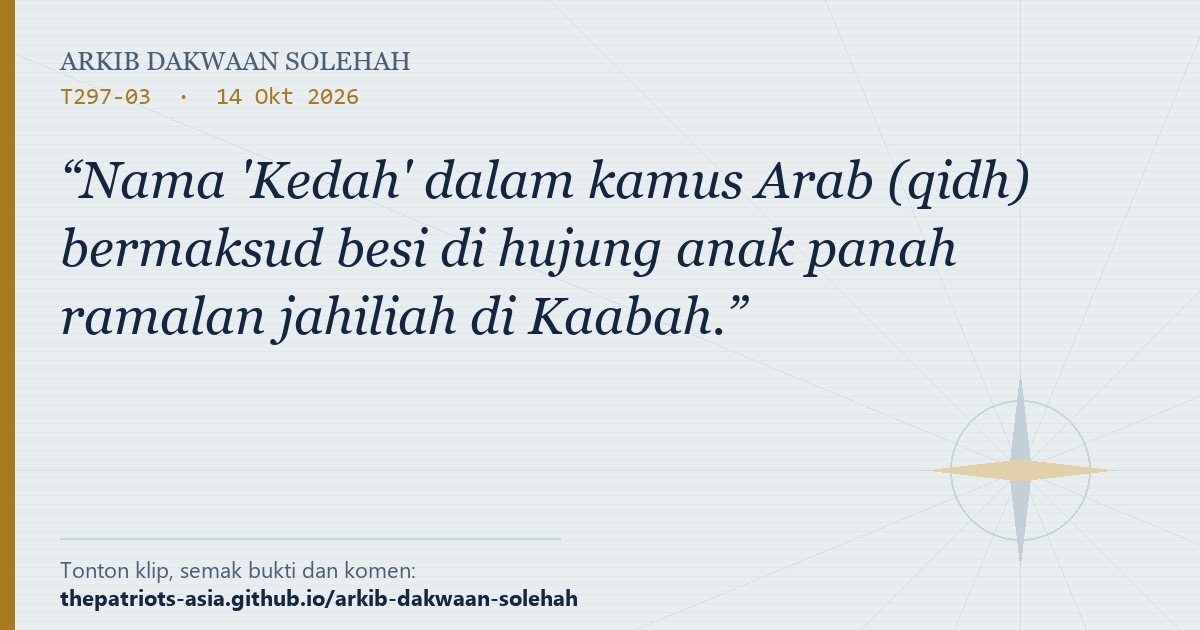 ARKIB DAKWAAN SOLEHAH
T297-03 · 14 Okt 2026
“Nama 'Kedah' dalam kamus Arab (qidh)
bermaksud besi di hujung anak panah
ramalan jahiliah di Kaabah.”
Tonton klip, semak bukti dan komen:
thepatriots-asia.github.io/arkib-dakwaan-solehah